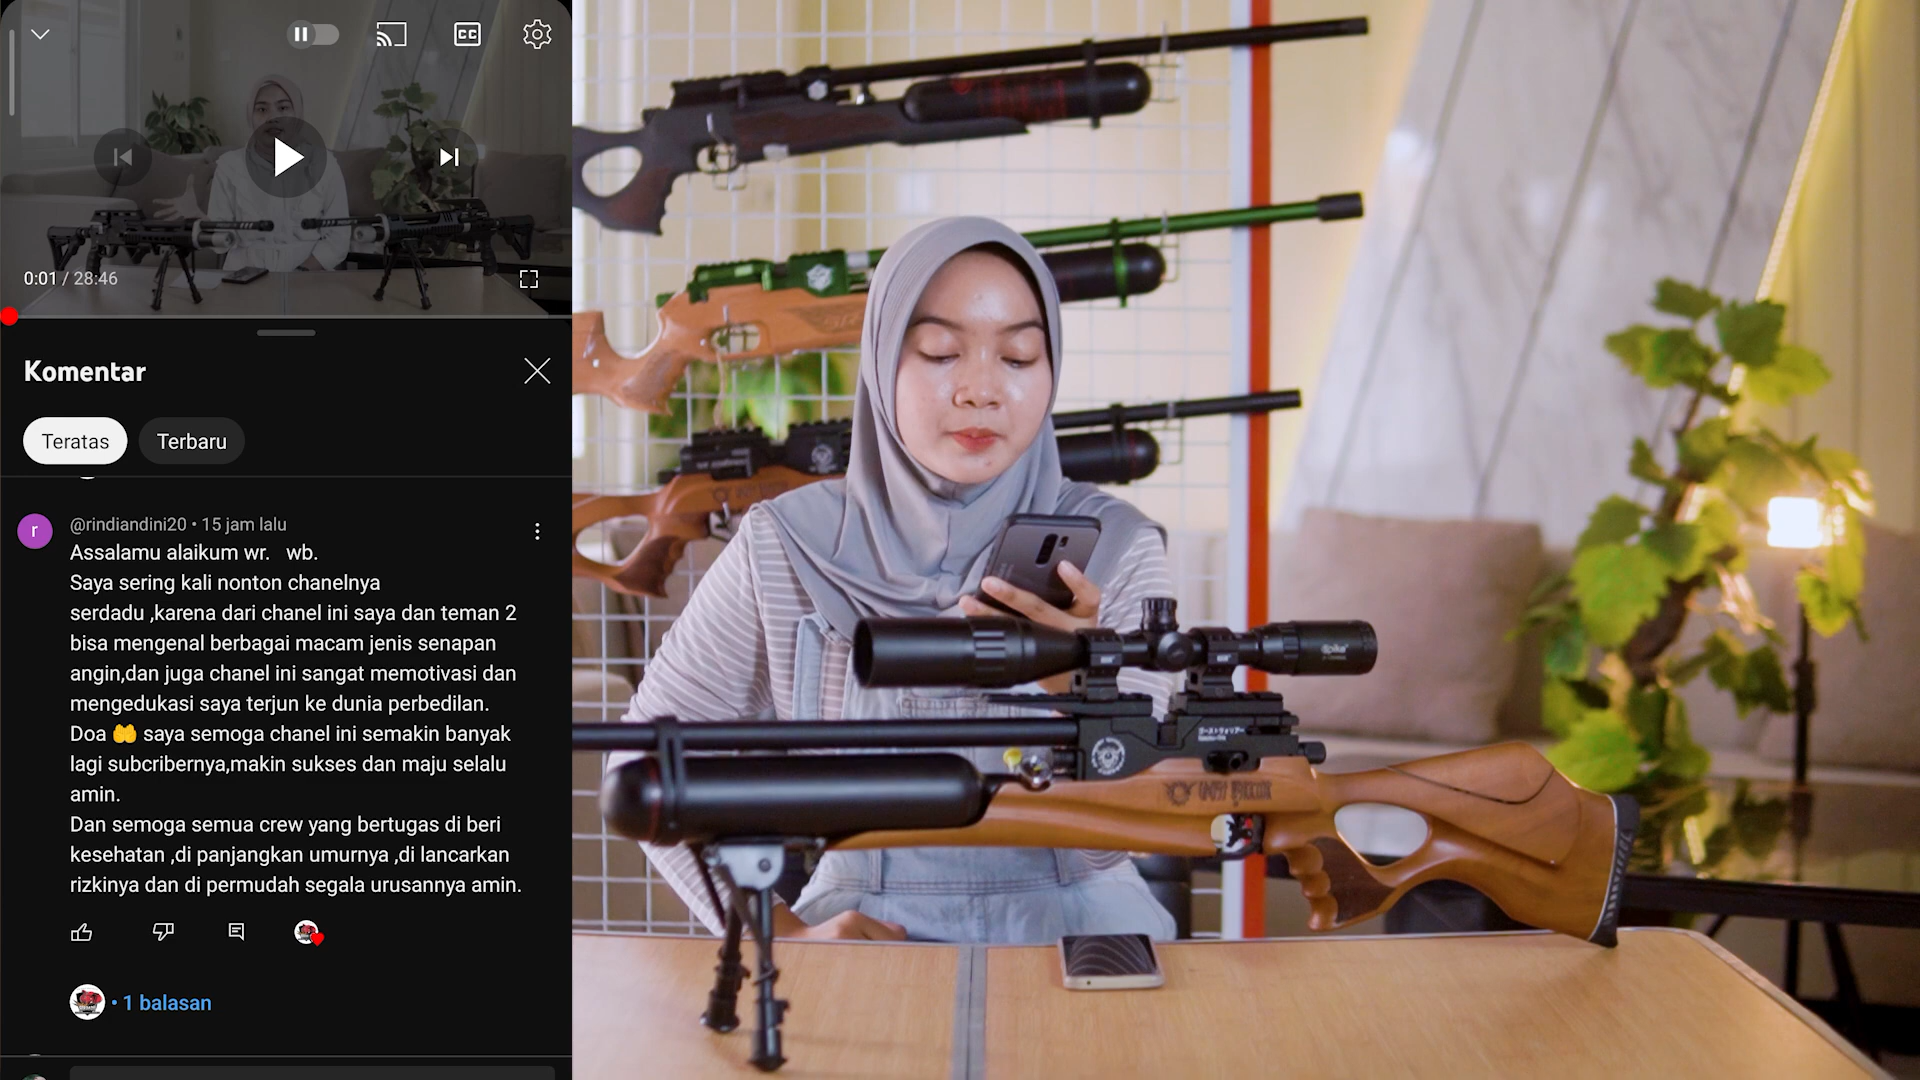 CC
0:01 / 28:46
Komentar
Teratas
Terbaru
r
@rindiandini20 • 15 jam lalu
Assalamu alaikum wr. wb.
Saya sering kali nonton chanelnya
serdadu ,karena dari chanel ini saya dan teman 2
bisa mengenal berbagai macam jenis senapan
angin,dan juga chanel ini sangat memotivasi dan
mengedukasi saya terjun ke dunia perbedilan.
Doa 🤲 saya semoga chanel ini semakin banyak
lagi subcribernya,makin sukses dan maju selalu
amin.
Dan semoga semua crew yang bertugas di beri
kesehatan ,di panjangkan umurnya ,di lancarkan
rizkinya dan di permudah segala urusannya amin.
• 1 balasan